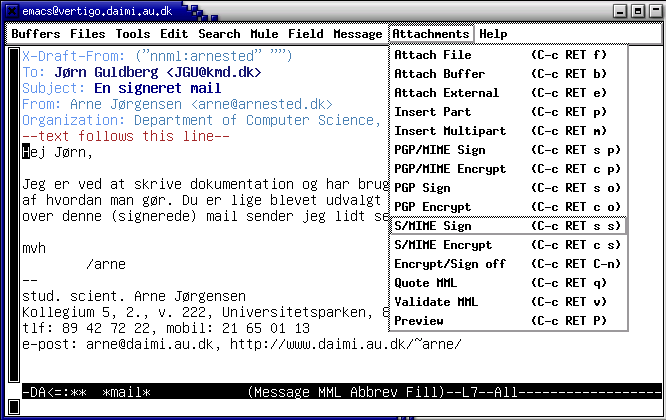 emacs@vertigo.daimi.au.dk
Buffers Files Tools Edit Search Mule Field Message Attachments Help
X-Draft-From: ("nnml:arnested" "")
To: Jørn Guldberg <JGU@kmd.dk>
Subject: En signeret mail
From: Arne Jørgensen <arne@arnested.dk>
Organization: Department of Computer Science,
--text follows this line--
Hej Jørn,
Jeg er ved at skrive dokumentation og har brug
af hvordan man gør. Du er lige blevet udvalgt
over denne (signerede) mail sender jeg lidt se
mvh
/arne
--
stud. scient. Arne Jørgensen
Kollegium 5, 2., v. 222, Universitetsparken, 8
tlf: 89 42 72 22, mobil: 21 65 01 13
e-post: arne@daimi.au.dk, http://www.daimi.au.dk/~arne/
Attach File (C-c RET f)
Attach Buffer (C-c RET b)
Attach External (C-c RET e)
Insert Part (C-c RET p)
Insert Multipart (C-c RET m)
PGP/MIME Sign (C-c RET s p)
PGP/MIME Encrypt (C-c RET c p)
PGP Sign (C-c RET s o)
PGP Encrypt (C-c RET c o)
S/MIME Sign (C-c RET s s)
S/MIME Encrypt (C-c RET c s)
Encrypt/Sign off (C-c RET C-n)
Quote MML (C-c RET q)
Validate MML (C-c RET v)
Preview (C-c RET P)
-DA<=:** *mail* (Message MML Abbrev Fill)--L7--All--------------------